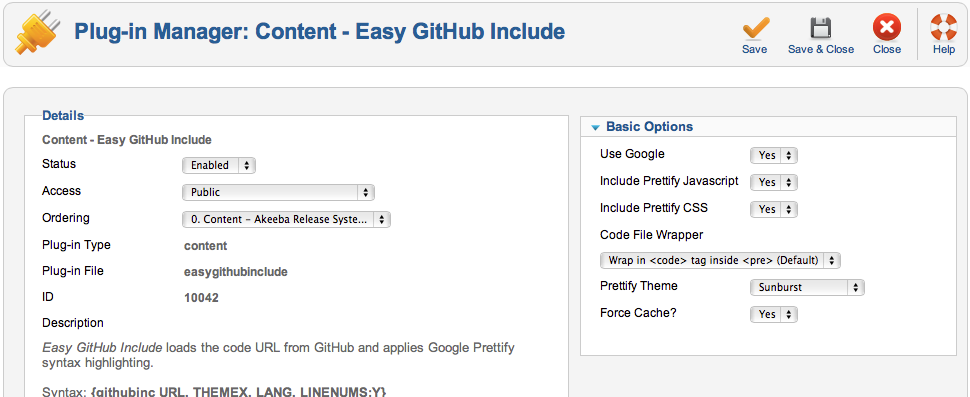 Plug-in Manager: Content - Easy GitHub Include
Save
Save & Close
Close
Help
Details
Content - Easy GitHub Include
Status Enabled
Access Public
Ordering 0. Content – Akeeba Release Syste...
Plug-in Type content
Plug-in File easygithubinclude
ID 10042
Description
Easy GitHub Include loads the code URL from GitHub and applies Google Prettify
syntax highlighting.
Syntax: {githubinc URL, THEMEX, LANG, LINENUMS:Y}
Basic Options
Use Google Yes
Include Prettify Javascript Yes
Include Prettify CSS Yes
Code File Wrapper
Wrap in <code> tag inside <pre> (Default)
Prettify Theme Sunburst
Force Cache? Yes